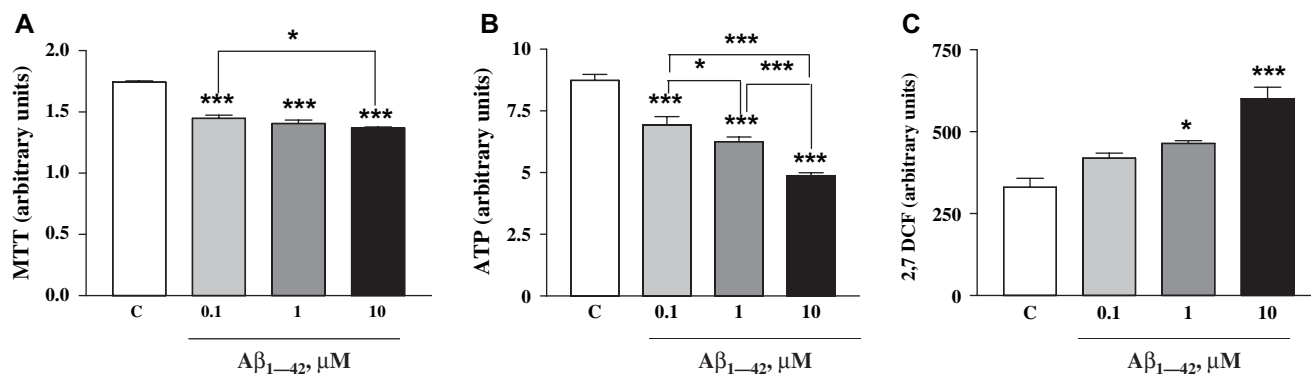 A
MTT (arbitrary units)
2.0
1.5
1.0
0.5
0.0
*
***
***
***
C
0.1
1
10
Aβ1—42, μM
B
ATP (arbitrary units)
10
7.5
5
2.5
0
***
*
***
***
***
***
C
0.1
1
10
Aβ1—42, μM
C
2,7 DCF (arbitrary units)
750
500
250
0
*
***
C
0.1
1
10
Aβ1—42, μM